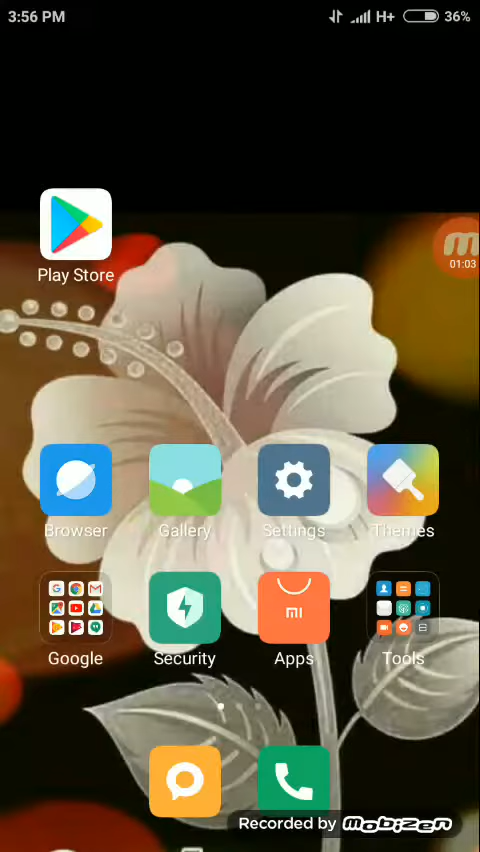 3:56 PM H+ 36%
Play Store
01:03
Browser Gallery Settings Themes
mi
Google Security Apps Tools
Recorded by mobizen